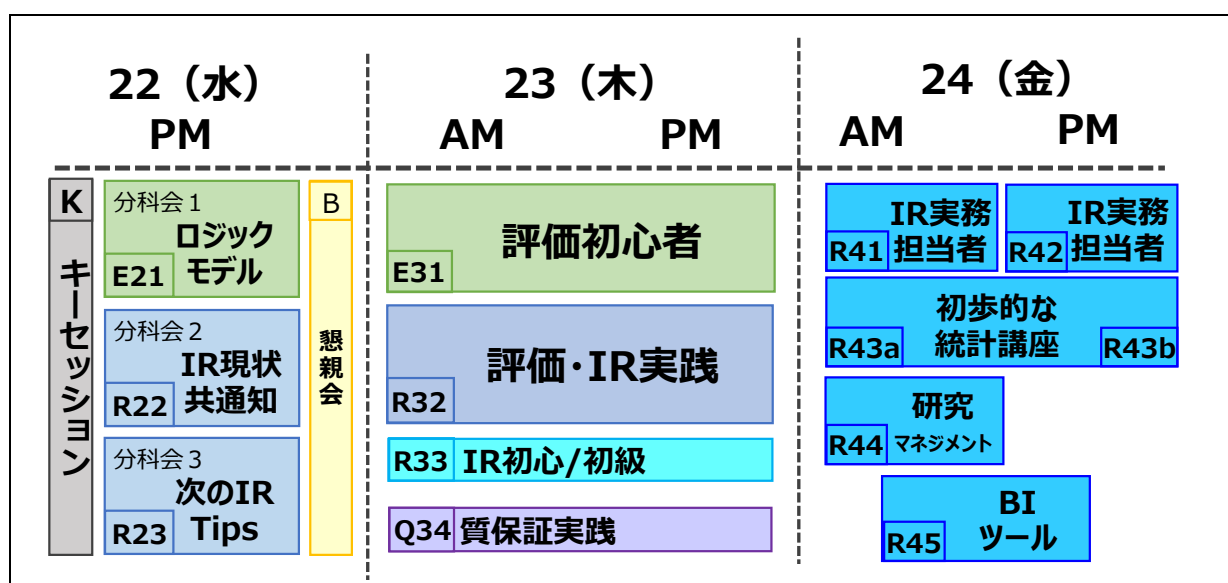 22（水）
PM
23（木）
AM PM
24（金）
AM PM
K
キーセッション
分科会１
ロジック
モデル
E21
分科会２
IR現状
共通知
R22
分科会３
次のIR
Tips
R23
B
懇親会
評価初心者
E31
評価･IR実践
R32
R33 IR初心/初級
Q34 質保証実践
IR実務
担当者
R41
IR実務
担当者
R42
初歩的な
統計講座
R43a
R43b
研究
マネジメント
R44
BI
ツール
R45